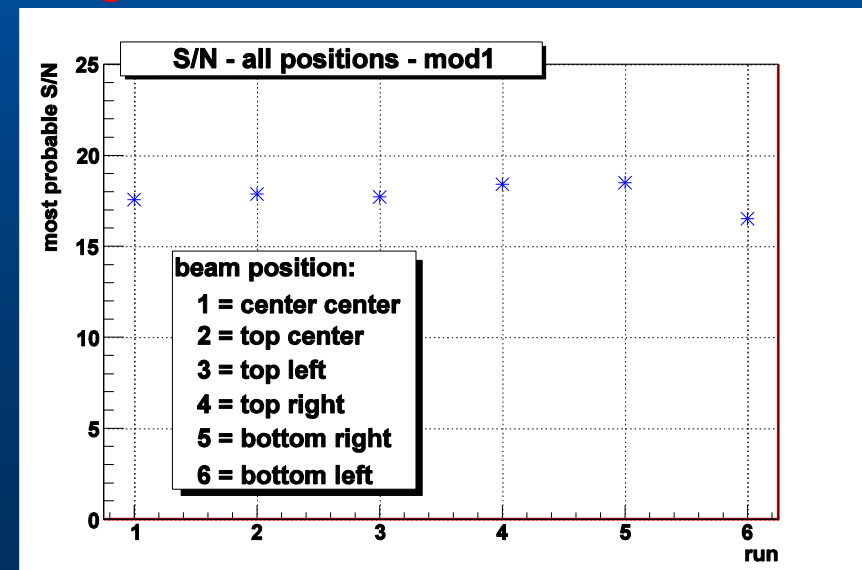 S/N - all positions - mod1
most probable S/N
25
20
15
10
5
0
beam position:
1 = center center
2 = top center
3 = top left
4 = top right
5 = bottom right
6 = bottom left
1 2 3 4 5 6
run